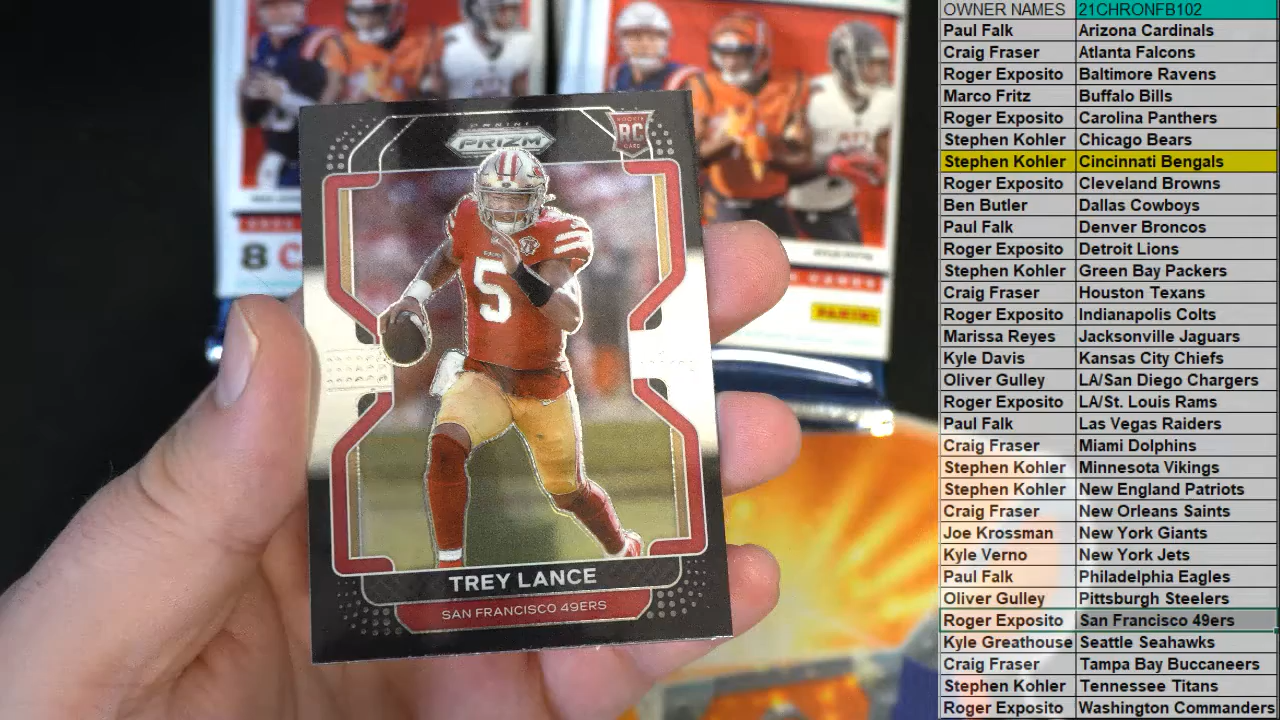 PANINI
PRIZM
ROOKIE
RC
CARD
5
TREY LANCE
SAN FRANCISCO 49ERS
8 C
CARDS
PANINI
OWNER NAMES 21CHRONFB102
Paul Falk Arizona Cardinals
Craig Fraser Atlanta Falcons
Roger Exposito Baltimore Ravens
Marco Fritz Buffalo Bills
Roger Exposito Carolina Panthers
Stephen Kohler Chicago Bears
Stephen Kohler Cincinnati Bengals
Roger Exposito Cleveland Browns
Ben Butler Dallas Cowboys
Paul Falk Denver Broncos
Roger Exposito Detroit Lions
Stephen Kohler Green Bay Packers
Craig Fraser Houston Texans
Roger Exposito Indianapolis Colts
Marissa Reyes Jacksonville Jaguars
Kyle Davis Kansas City Chiefs
Oliver Gulley LA/San Diego Chargers
Roger Exposito LA/St. Louis Rams
Paul Falk Las Vegas Raiders
Craig Fraser Miami Dolphins
Stephen Kohler Minnesota Vikings
Stephen Kohler New England Patriots
Craig Fraser New Orleans Saints
Joe Krossman New York Giants
Kyle Verno New York Jets
Paul Falk Philadelphia Eagles
Oliver Gulley Pittsburgh Steelers
Roger Exposito San Francisco 49ers
Kyle Greathouse Seattle Seahawks
Craig Fraser Tampa Bay Buccaneers
Stephen Kohler Tennessee Titans
Roger Exposito Washington Commanders